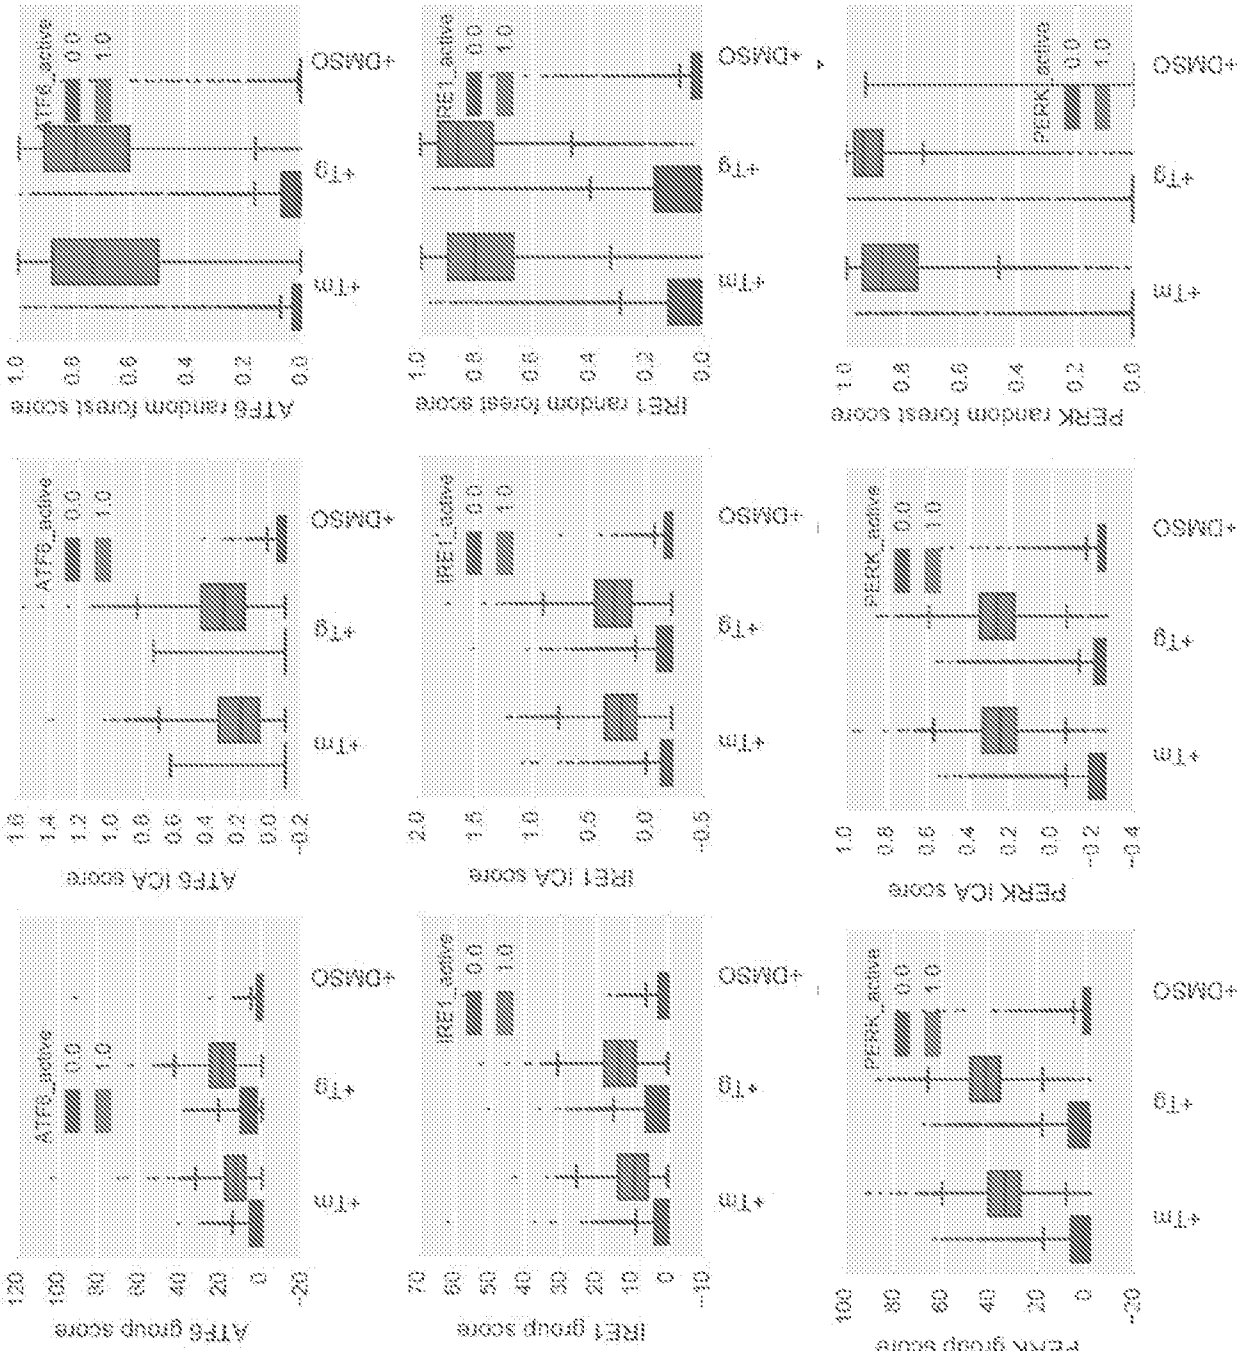 ATF6_active
0.0
1.0
1.0
0.8
0.6
0.4
0.2
0.0
ATF6 random forest score
+Tm
+Tg
+DMSO
IRE1_active
0.0
1.0
1.0
0.8
0.6
0.4
0.2
0.0
IRE1 random forest score
+Tm
+Tg
+DMSO
PERK_active
0.0
1.0
1.0
0.8
0.6
0.4
0.2
0.0
PERK random forest score
+Tm
+Tg
+DMSO
ATF6_active
0.0
1.0
1.6
1.4
1.2
1.0
0.8
0.6
0.4
0.2
0.0
-0.2
ATF6 ICA score
+Tm
+Tg
+DMSO
IRE1_active
0.0
1.0
2.0
1.5
1.0
0.5
0.0
-0.5
IRE1 ICA score
+Tm
+Tg
+DMSO
PERK_active
0.0
1.0
1.0
0.8
0.6
0.4
0.2
0.0
-0.2
-0.4
PERK ICA score
+Tm
+Tg
+DMSO
ATF6_active
0.0
1.0
120
100
80
60
40
20
0
-20
ATF6 group score
+Tm
+Tg
+DMSO
IRE1_active
0.0
1.0
70
60
50
40
30
20
10
0
-10
IRE1 group score
+Tm
+Tg
+DMSO
PERK_active
0.0
1.0
100
80
60
40
20
0
-20
PERK group score
+Tm
+Tg
+DMSO